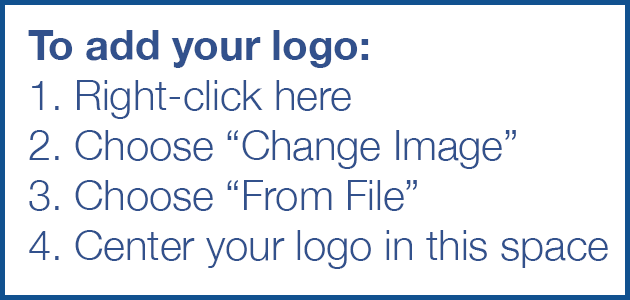 To add your logo:
1. Right-click here
2. Choose “Change Image”
3. Choose “From File”
4. Center your logo in this space